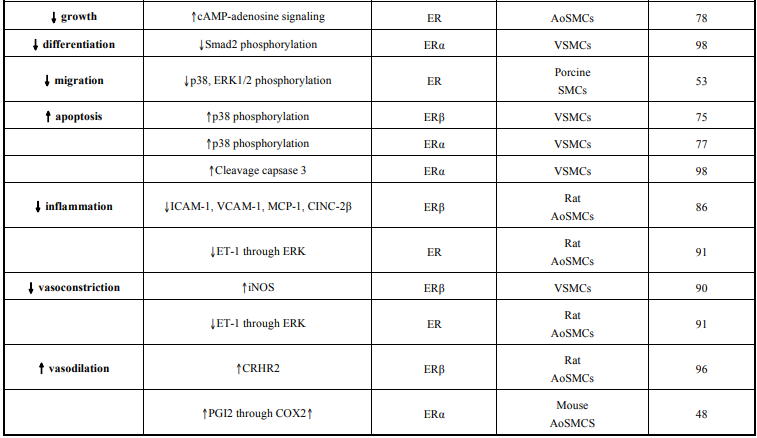 ↓ growth ↑cAMP-adenosine signaling ER AoSMCs 78
↓ differentiation ↓Smad2 phosphorylation ERα VSMCs 98
↓ migration ↓p38, ERK1/2 phosphorylation ER Porcine SMCs 53
↑ apoptosis ↑p38 phosphorylation ERβ VSMCs 75
↑p38 phosphorylation ERα VSMCs 77
↑Cleavage capsase 3 ERα VSMCs 98
↓ inflammation ↓ICAM-1, VCAM-1, MCP-1, CINC-2β ERβ Rat AoSMCs 86
↓ET-1 through ERK ER Rat AoSMCs 91
↓ vasoconstriction ↑iNOS ERβ VSMCs 90
↓ET-1 through ERK ER Rat AoSMCs 91
↑ vasodilation ↑CRHR2 ERβ Rat AoSMCs 96
↑PGI2 through COX2↑ ERα Mouse AoSMCS 48